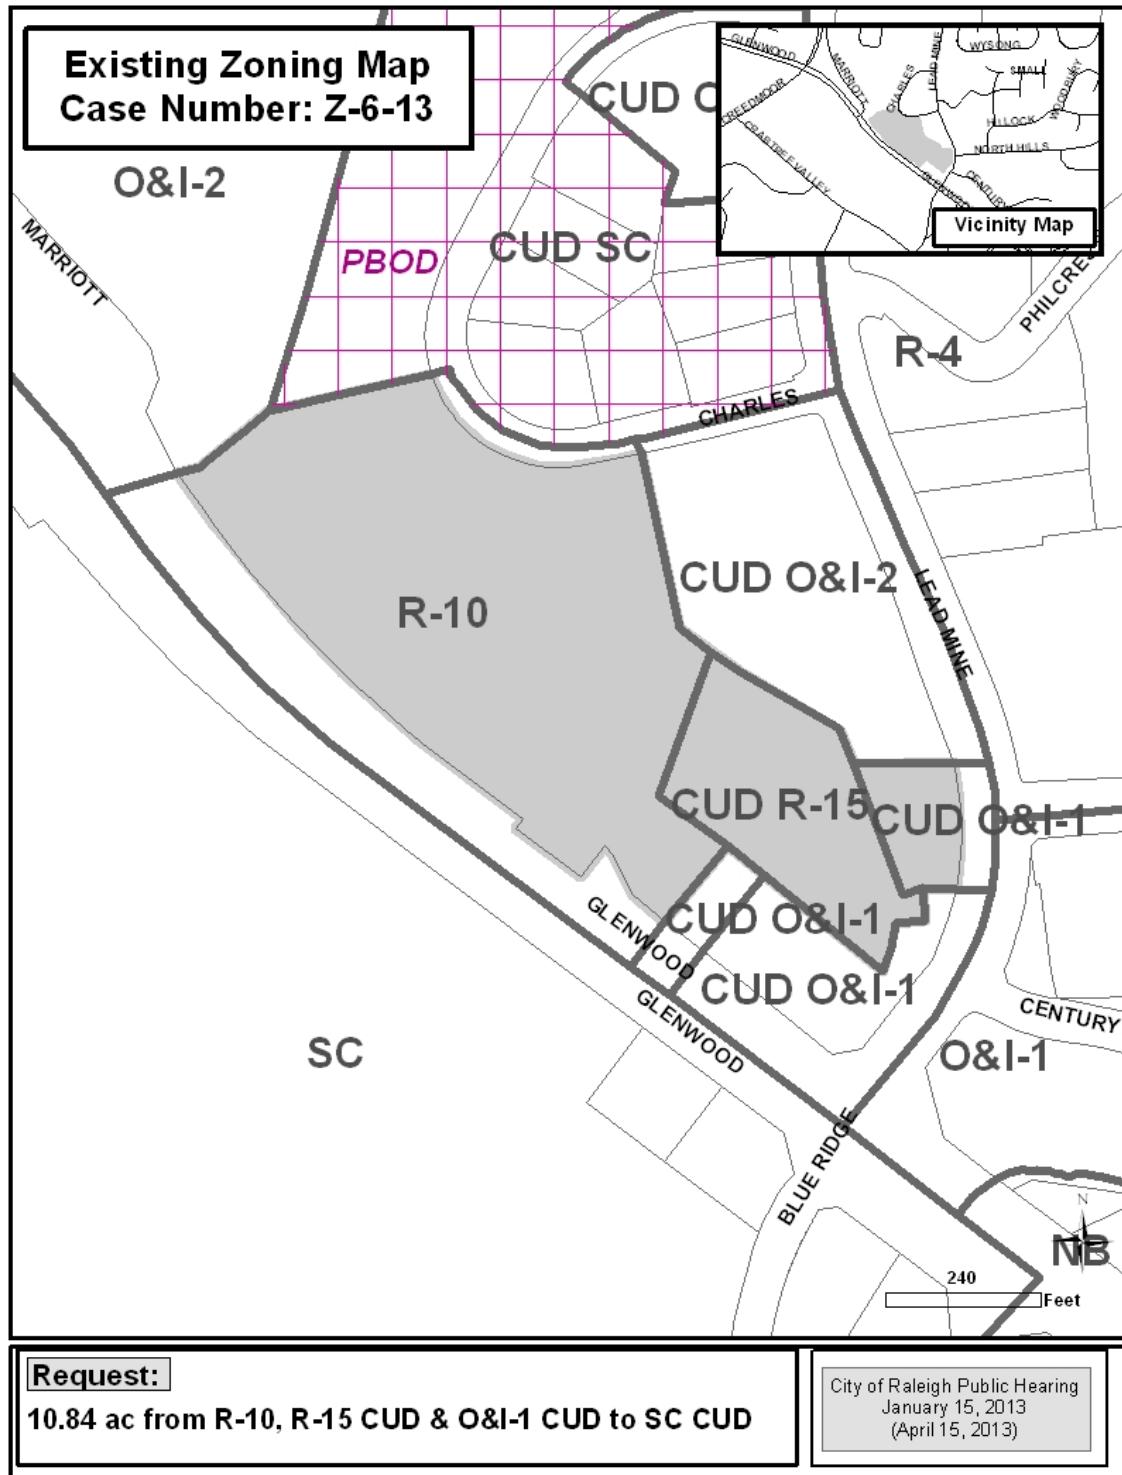 Existing Zoning Map
Case Number: Z-6-13
GLENWOOD
MARRIOTT
CHARLES
LEAD MINE
WYSONG
SMALL
WOODBURY
CREEDMOOR
HILLOCK
CRABTREE VALLEY
NORTH HILLS
GLENWOOD
CENTURY
Vicinity Map
CUD
O&I-2
MARRIOTT
PBOD
CUD SC
PHILCRES
R-4
CHARLES
CUD O&I-2
LEAD MINE
R-10
CUD R-15
CUD O&I-1
GLENWOOD
CUD O&I-1
CUD O&I-1
GLENWOOD
CENTURY
SC
O&I-1
BLUE RIDGE
N
NB
240
Feet
Request:
10.84 ac from R-10, R-15 CUD & O&I-1 CUD to SC CUD
City of Raleigh Public Hearing
January 15, 2013
(April 15, 2013)